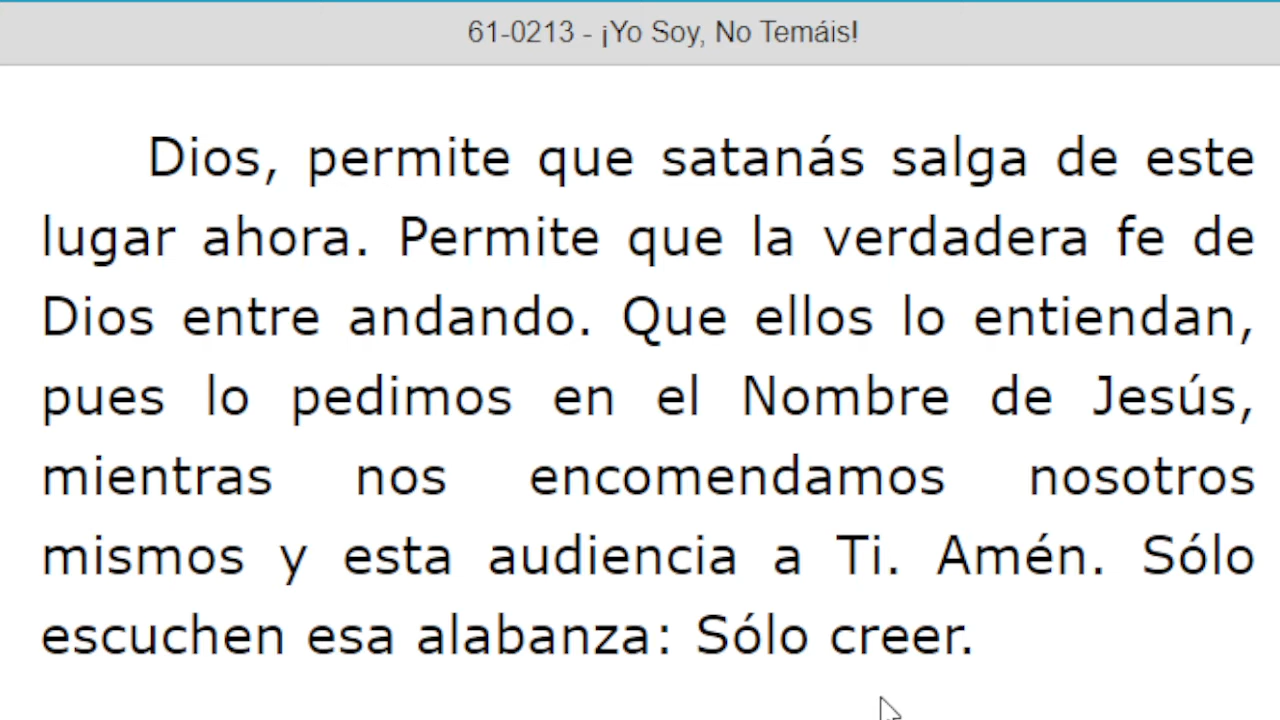 61-0213 - ¡Yo Soy, No Temáis!
Dios, permite que satanás salga de este
lugar ahora. Permite que la verdadera fe de
Dios entre andando. Que ellos lo entiendan,
pues lo pedimos en el Nombre de Jesús,
mientras nos encomendamos nosotros
mismos y esta audiencia a Ti. Amén. Sólo
escuchen esa alabanza: Sólo creer.